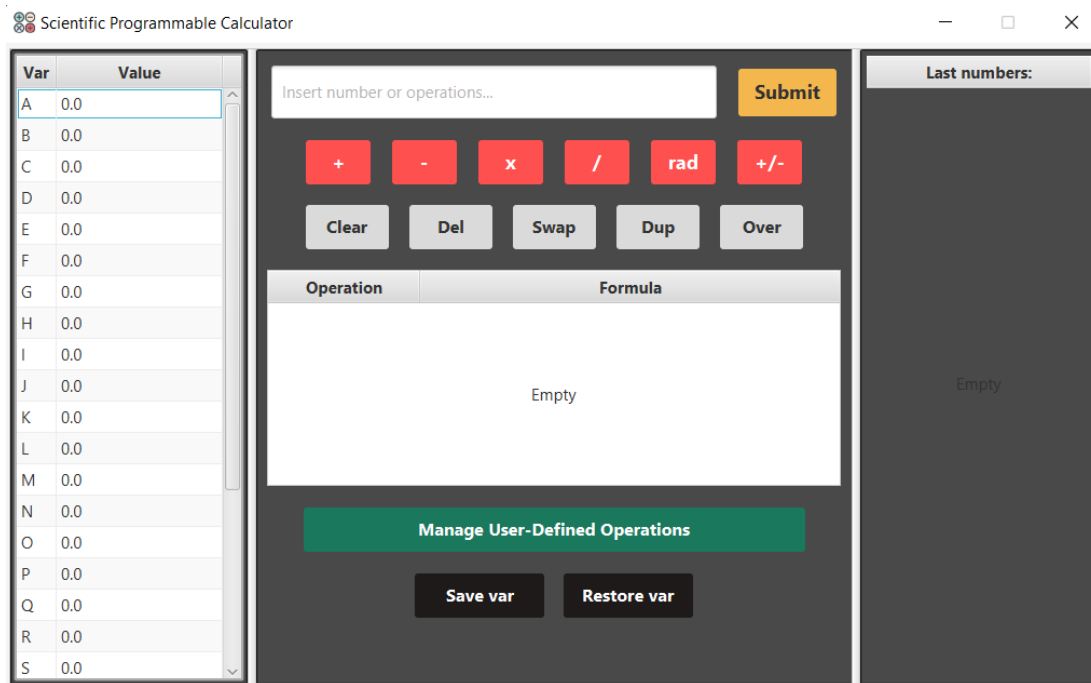 Scientific Programmable Calculator
Var Value
A 0.0
B 0.0
C 0.0
D 0.0
E 0.0
F 0.0
G 0.0
H 0.0
I 0.0
J 0.0
K 0.0
L 0.0
M 0.0
N 0.0
O 0.0
P 0.0
Q 0.0
R 0.0
S 0.0
Insert number or operations...
Submit
+ - x / rad +/-
Clear Del Swap Dup Over
Operation Formula
Empty
Manage User-Defined Operations
Save var Restore var
Last numbers:
Empty